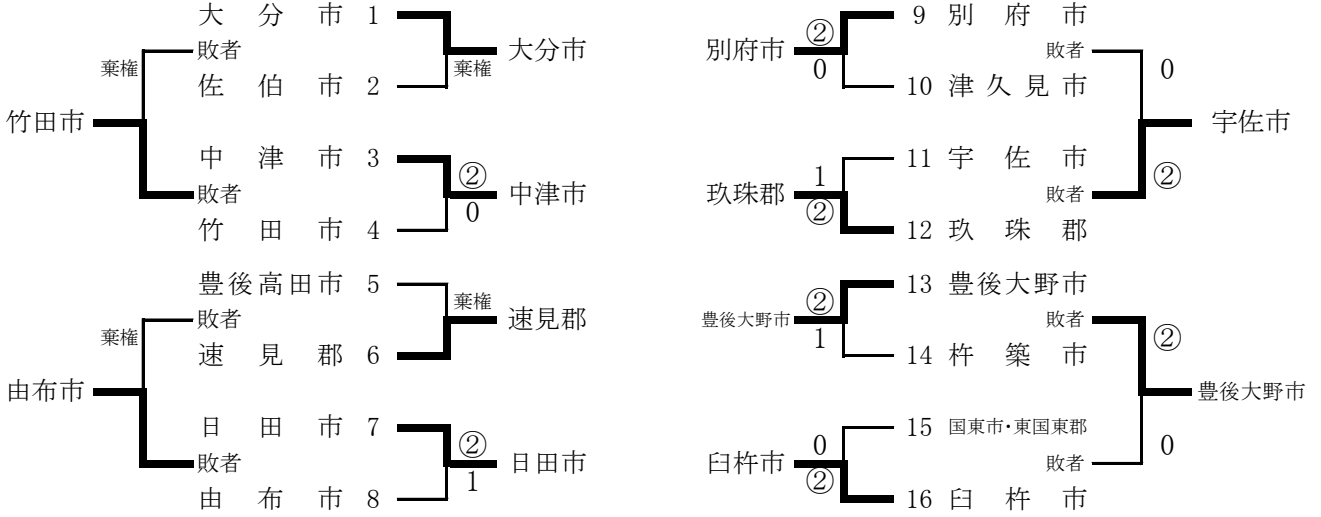 大分市 1
敗者
棄権
大分市
棄権
佐伯市 2
竹田市
中津市 3
敗者
②
0
中津市
竹田市 4
豊後高田市 5
敗者
棄権
棄権
速見郡
速見郡 6
由布市
日田市 7
敗者
②
1
日田市
由布市 8
9 別府市
別府市
②
0
敗者
0
10 津久見市
宇佐市
11 宇佐市
玖珠郡
1
②
敗者
②
12 玖珠郡
13 豊後大野市
豊後大野市
②
1
敗者
②
14 杵築市
豊後大野市
15 国東市・東国東郡
臼杵市
0
②
敗者
0
16 臼杵市